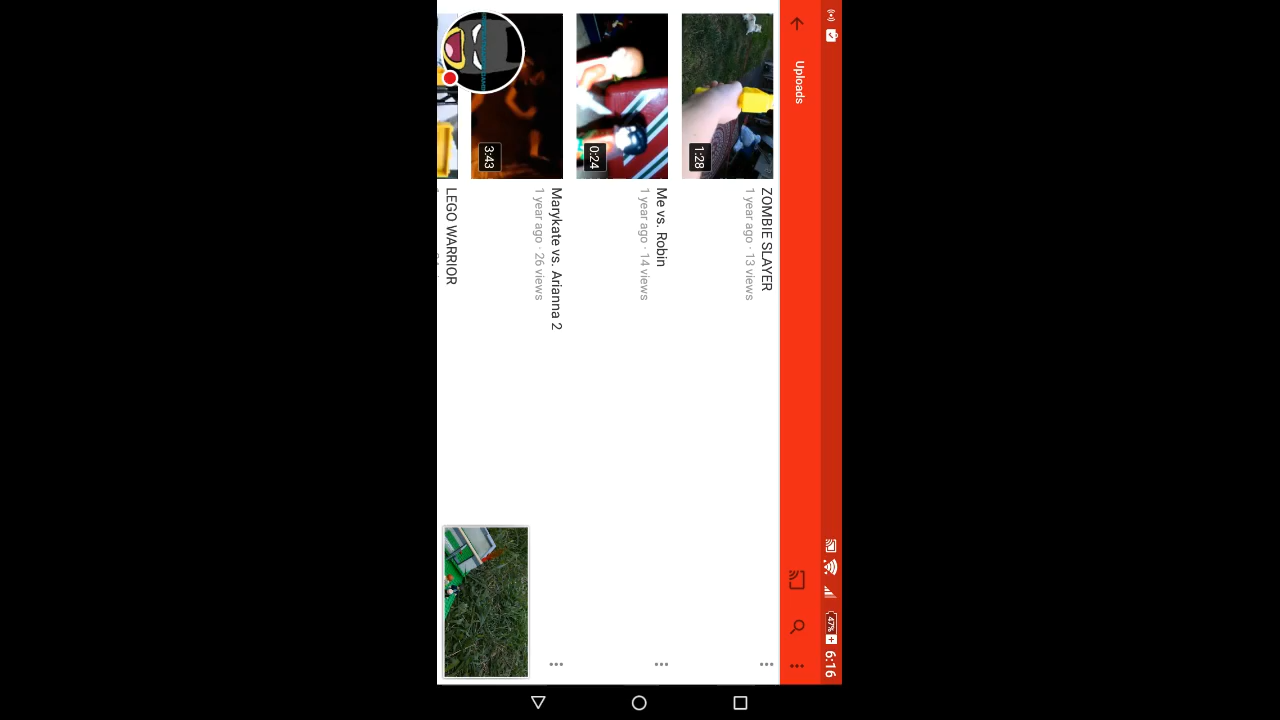 47%
6:16
Uploads
1:28
ZOMBIE SLAYER
1 year ago · 13 views
0:24
Me vs. Robin
1 year ago · 14 views
3:43
Marykate vs. Arianna 2
1 year ago · 26 views
LEGO WARRIOR